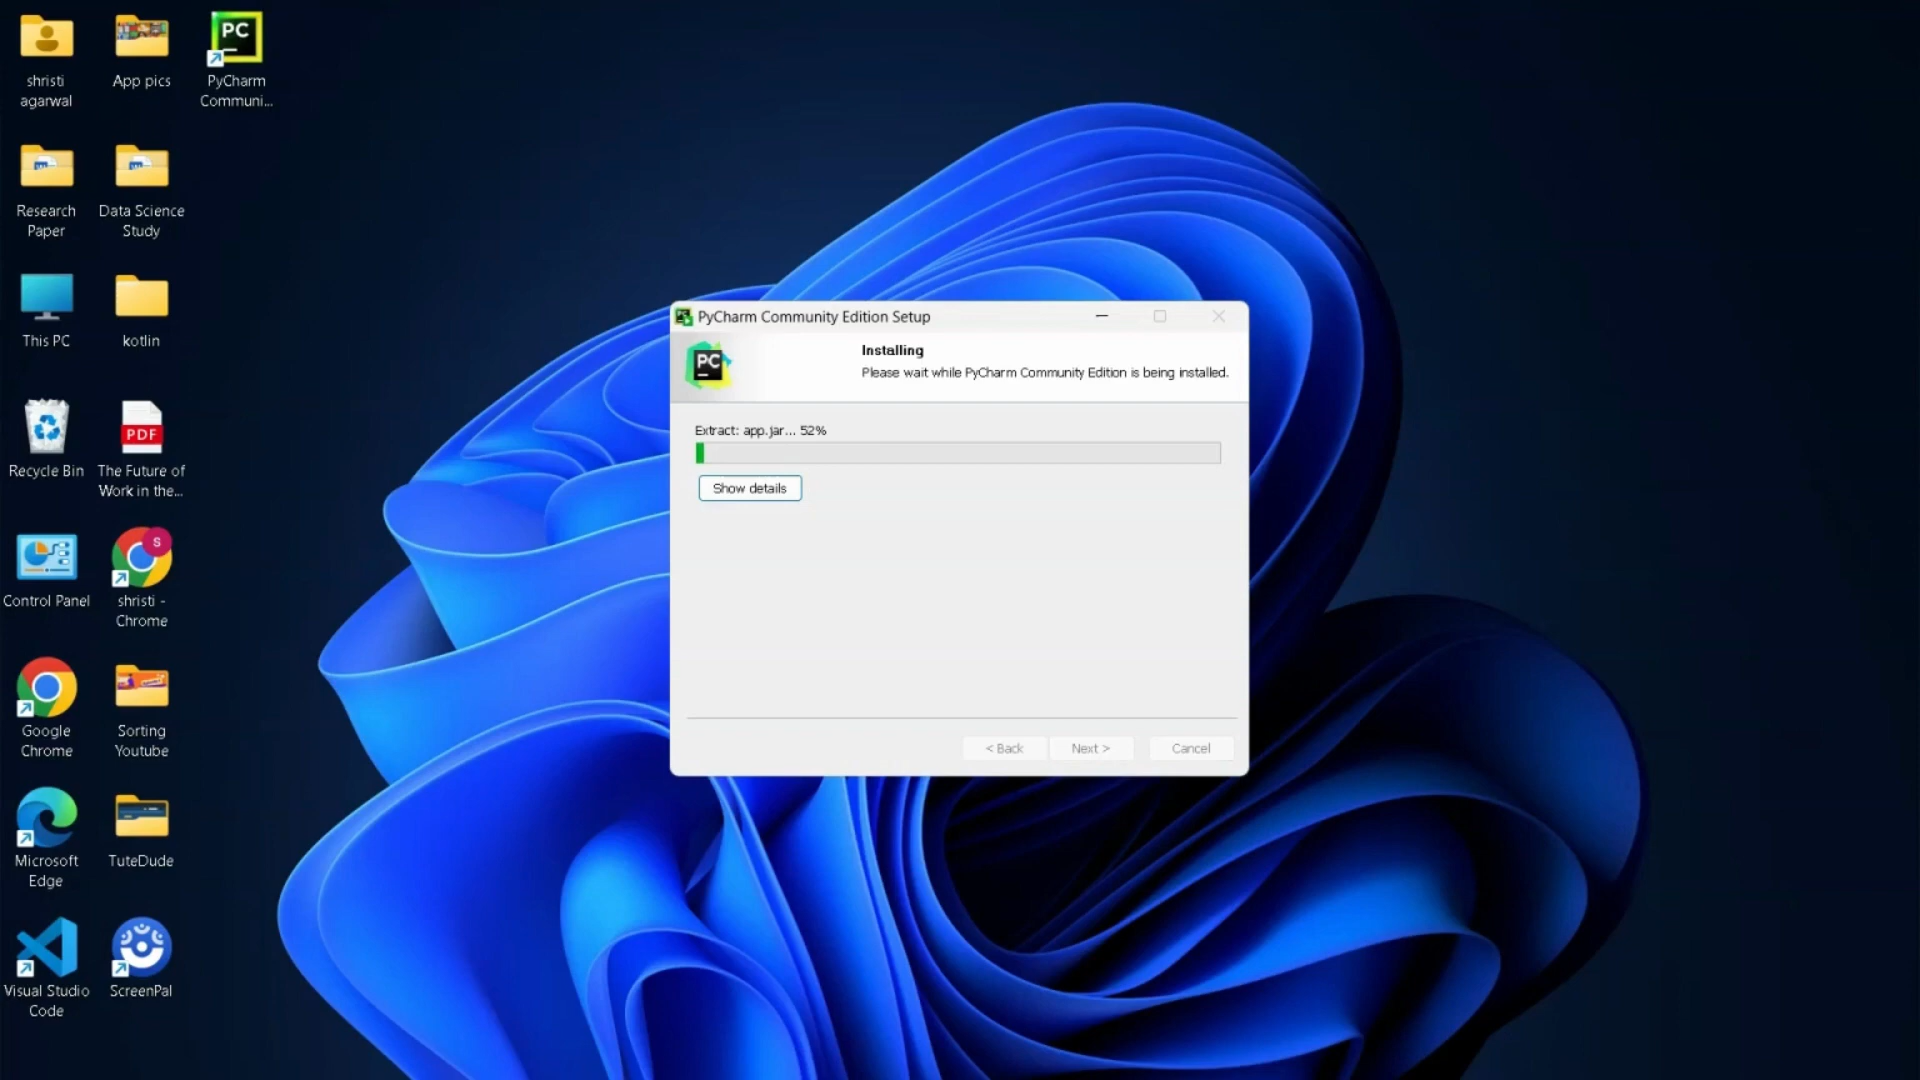 shristi
agarwal
App pics
PC
PyCharm
Communi...
Research
Paper
Data Science
Study
This PC
kotlin
Recycle Bin
PDF
The Future of
Work in the...
Control Panel
S
shristi -
Chrome
Google
Chrome
Sorting
Youtube
Microsoft
Edge
TuteDude
Visual Studio
Code
ScreenPal
PyCharm Community Edition Setup
PC
Installing
Please wait while PyCharm Community Edition is being installed.
Extract: app.jar... 52%
Show details
< Back
Next >
Cancel